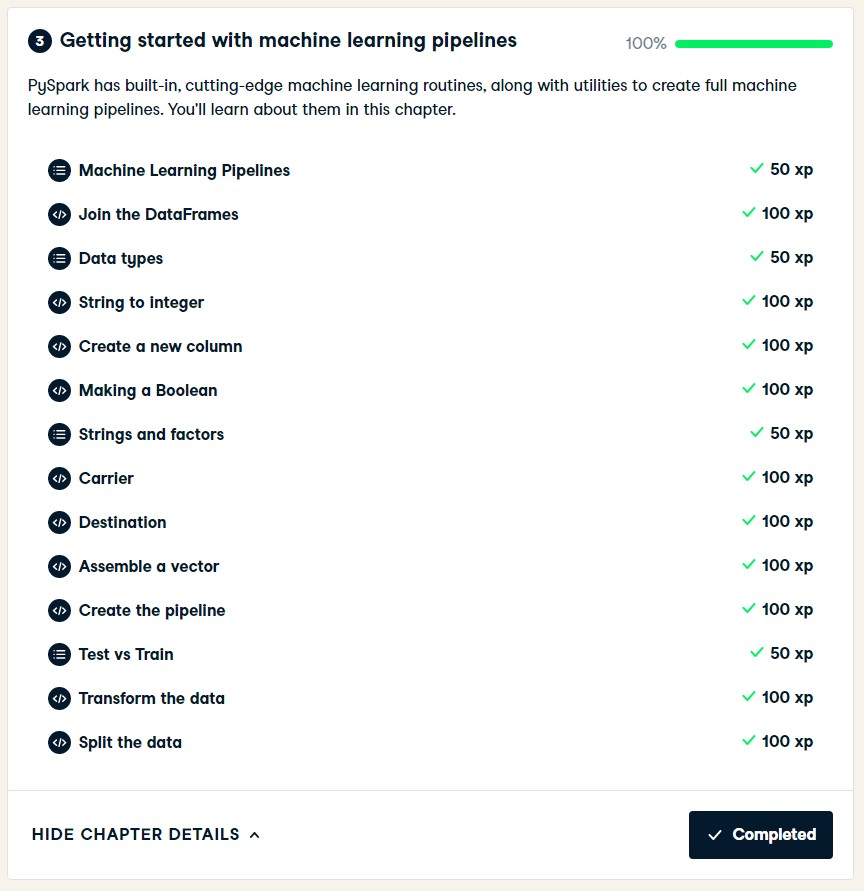 3 Getting started with machine learning pipelines 100%
PySpark has built-in, cutting-edge machine learning routines, along with utilities to create full machine
learning pipelines. You'll learn about them in this chapter.
Machine Learning Pipelines 50 xp
Join the DataFrames 100 xp
Data types 50 xp
String to integer 100 xp
Create a new column 100 xp
Making a Boolean 100 xp
Strings and factors 50 xp
Carrier 100 xp
Destination 100 xp
Assemble a vector 100 xp
Create the pipeline 100 xp
Test vs Train 50 xp
Transform the data 100 xp
Split the data 100 xp
HIDE CHAPTER DETAILS Completed